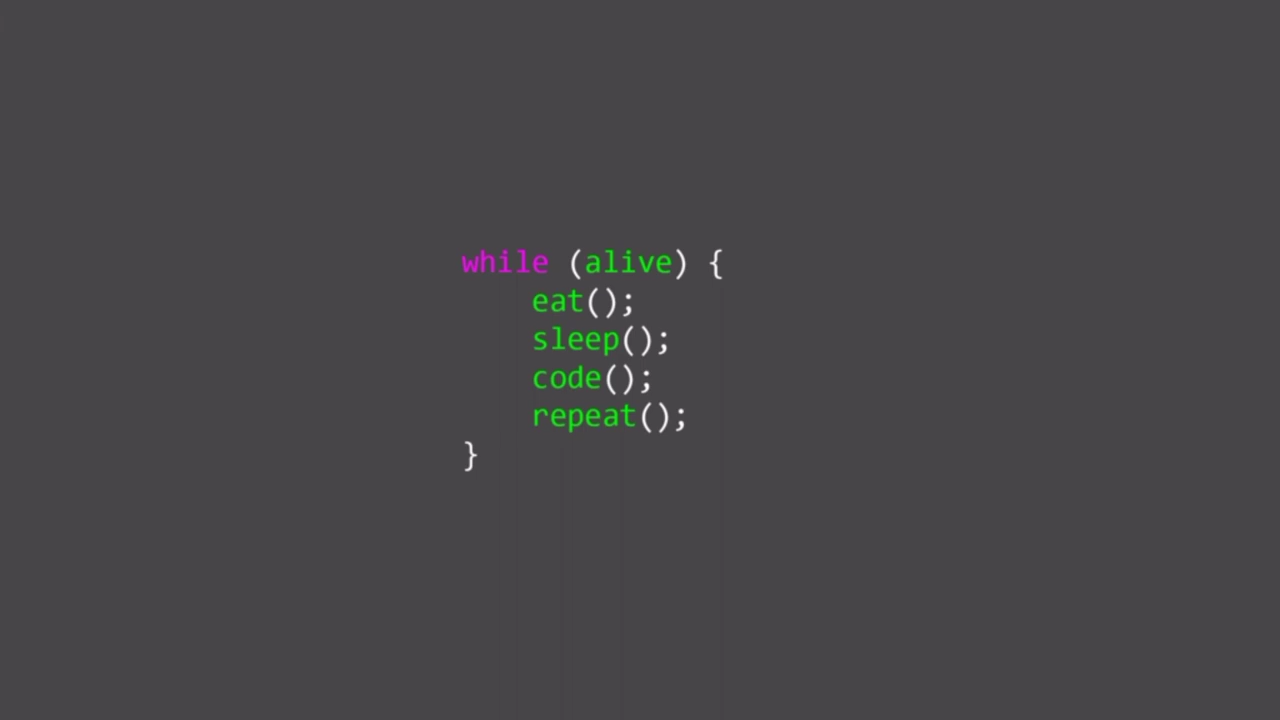 while (alive) {
    eat();
    sleep();
    code();
    repeat();
}